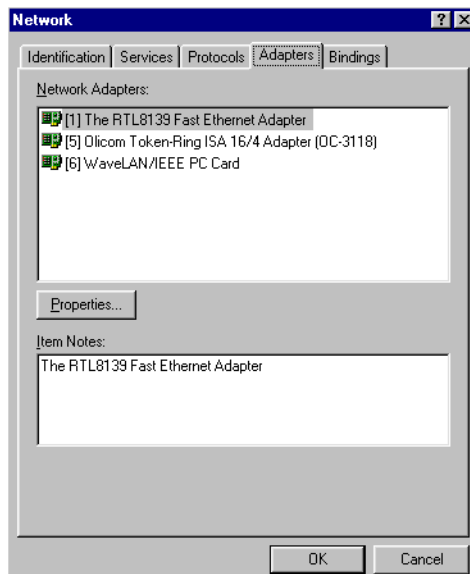 Network
Identification Services Protocols Adapters Bindings
Network Adapters:
[1] The RTL8139 Fast Ethernet Adapter
[5] Olicom Token-Ring ISA 16/4 Adapter (OC-3118)
[6] WaveLAN/IEEE PC Card
Properties...
Item Notes:
The RTL8139 Fast Ethernet Adapter
OK Cancel